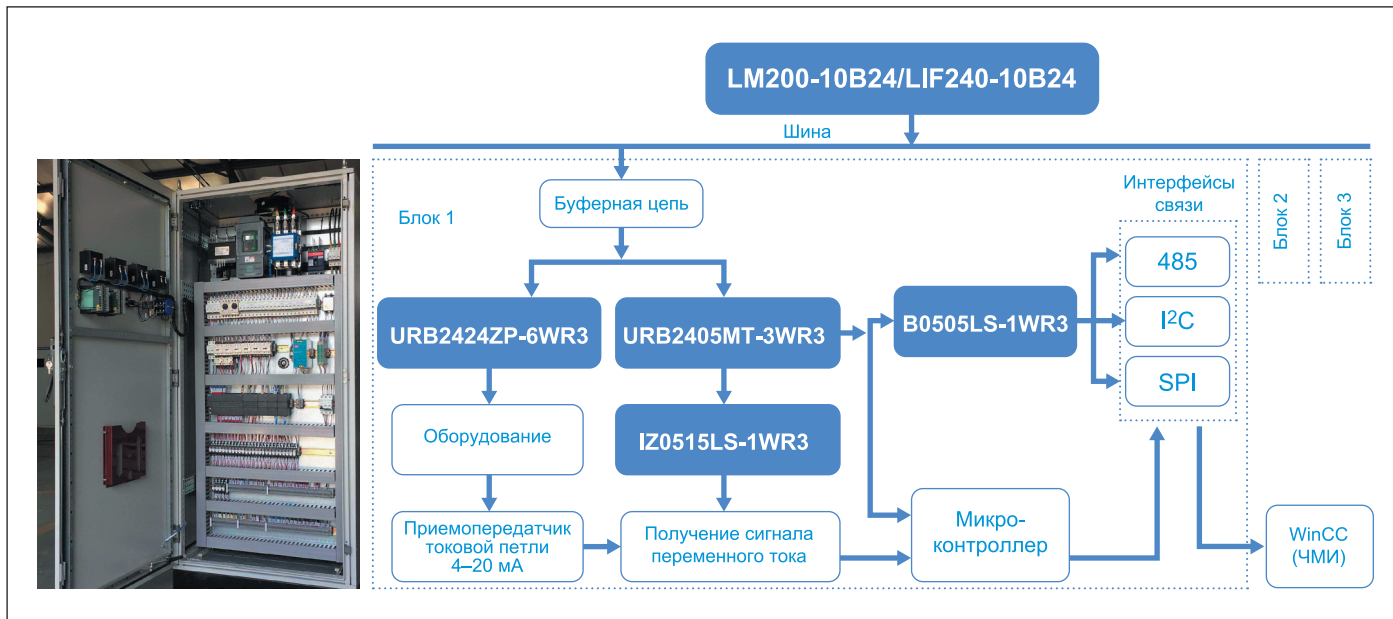 LM200-10B24/LIF240-10B24
Шина
Блок 1
Буферная цепь
Интерфейсы
связи
Блок 2
Блок 3
485
URB2424ZP-6WR3
URB2405MT-3WR3
B0505LS-1WR3
I²C
SPI
Оборудование
IZ0515LS-1WR3
Приемопередатчик
токовой петли
4–20 мА
Получение сигнала
переменного тока
Микро-
контроллер
WinCC
(ЧМИ)